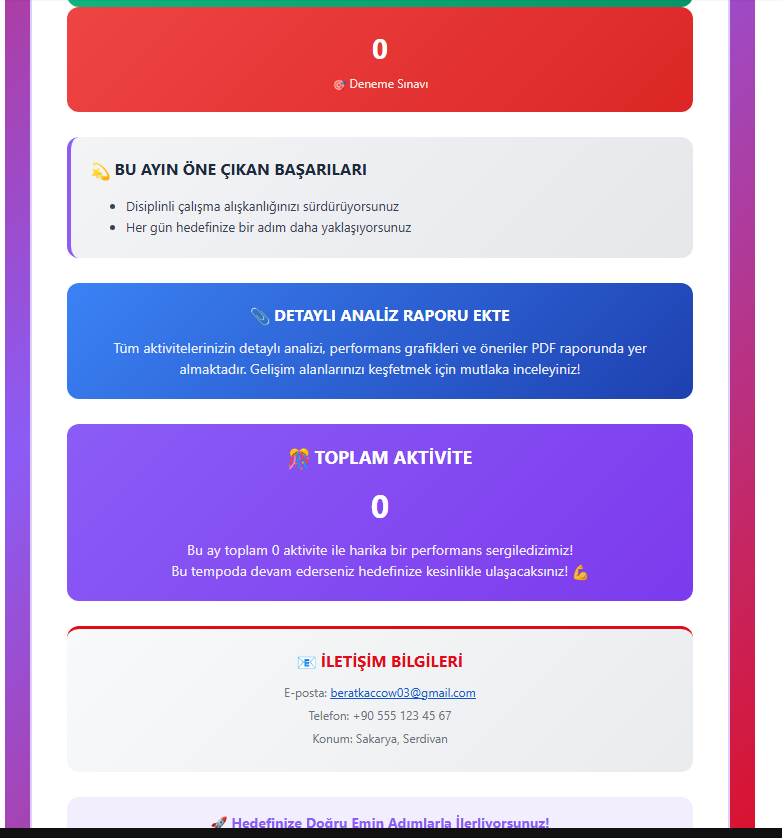 0
🎯 Deneme Sınavı
💫 BU AYIN ÖNE ÇIKAN BAŞARILARI
• Disiplinli çalışma alışkanlığınızı sürdürüyorsunuz
• Her gün hedefinize bir adım daha yaklaşıyorsunuz
📎 DETAYLI ANALİZ RAPORU EKTE
Tüm aktivitelerinizin detaylı analizi, performans grafikleri ve öneriler PDF raporunda yer
almaktadır. Gelişim alanlarınızı keşfetmek için mutlaka inceleyiniz!
🎊 TOPLAM AKTİVİTE
0
Bu ay toplam 0 aktivite ile harika bir performans sergiledizimiz!
Bu tempoda devam ederseniz hedefinize kesinlikle ulaşacaksınız! 💪
📧 İLETİŞİM BİLGİLERİ
E-posta: beratkaccow03@gmail.com
Telefon: +90 555 123 45 67
Konum: Sakarya, Serdivan
🚀 Hedefinize Doğru Emin Adımlarla İlerliyorsunuz!